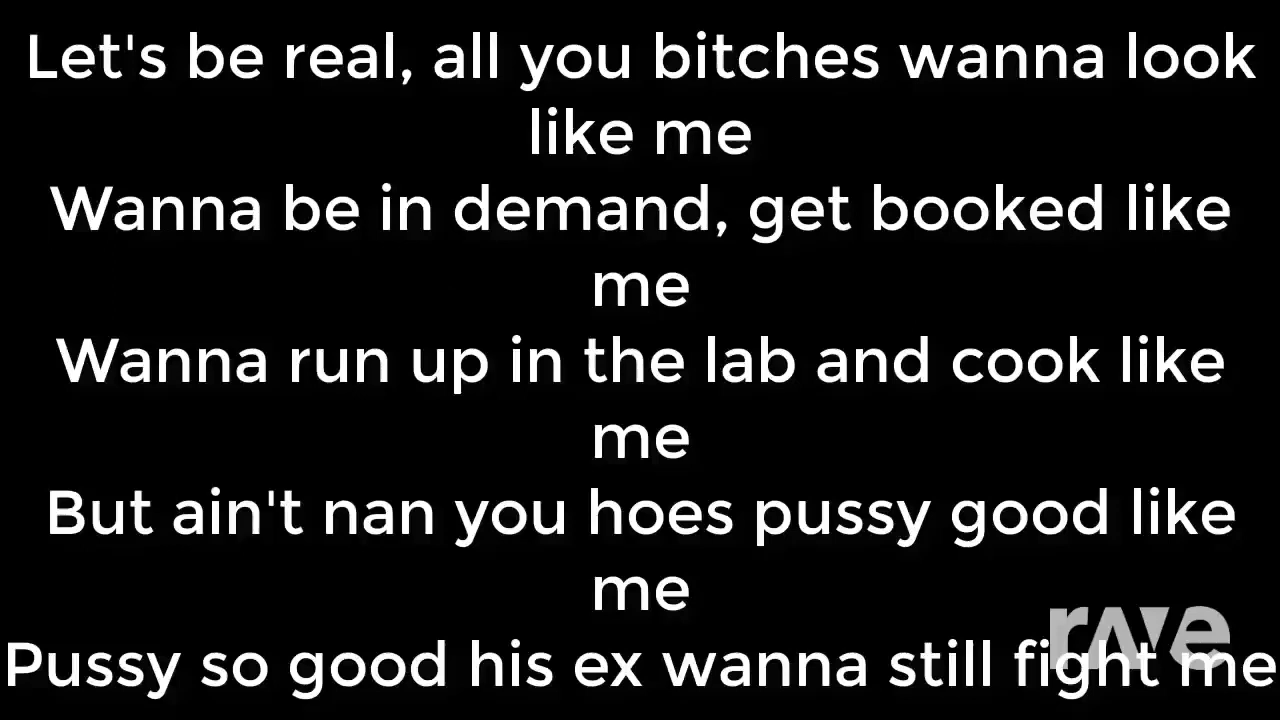 Let's be real, all you bitches wanna look
like me
Wanna be in demand, get booked like
me
Wanna run up in the lab and cook like
me
But ain't nan you hoes pussy good like
me
rave
Pussy so good his ex wanna still fight me